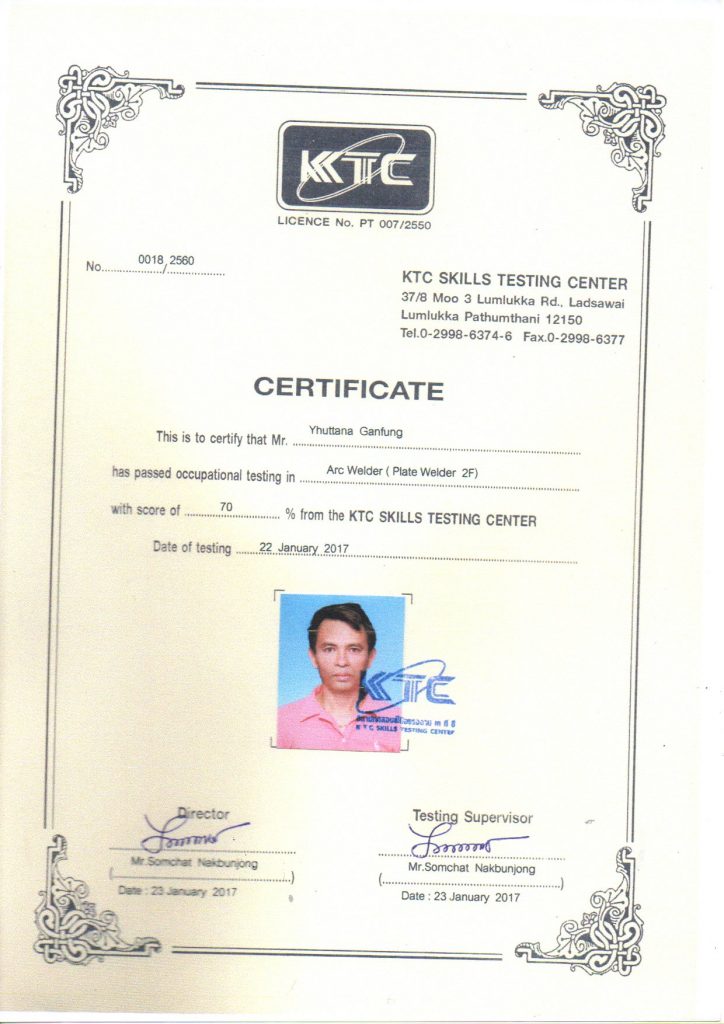 KTC
LICENCE No. PT 007/2550
No. 0018/2560
KTC SKILLS TESTING CENTER
37/8 Moo 3 Lumlukka Rd., Ladsawai
Lumlukka Pathumthani 12150
Tel.0-2998-6374-6 Fax.0-2998-6377
CERTIFICATE
This is to certify that Mr. Yhuttana Ganfung
has passed occupational testing in Arc Welder ( Plate Welder 2F)
with score of 70 % from the KTC SKILLS TESTING CENTER
Date of testing 22 January 2017
KTC
KTC SKILLS TESTING CENTER
Director
Mr.Somchat Nakbunjong
Date : 23 January 2017
Testing Supervisor
Mr.Somchat Nakbunjong
Date : 23 January 2017